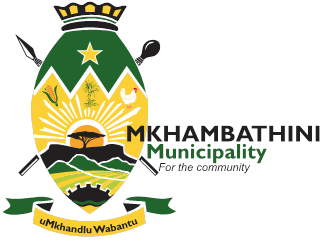 MKHAMBATHINI
Municipality
For the community
uMkhandlu Wabantu